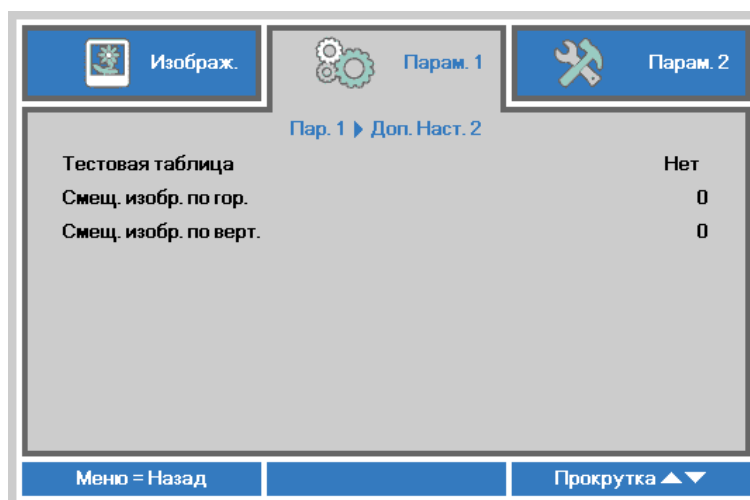 Изображ.
Парам. 1
Парам. 2
Пар. 1 ▶ Доп. Наст. 2
Тестовая таблица Нет
Смещ. изобр. по гор. 0
Смещ. изобр. по верт. 0
Меню = Назад
Прокрутка ▲▼